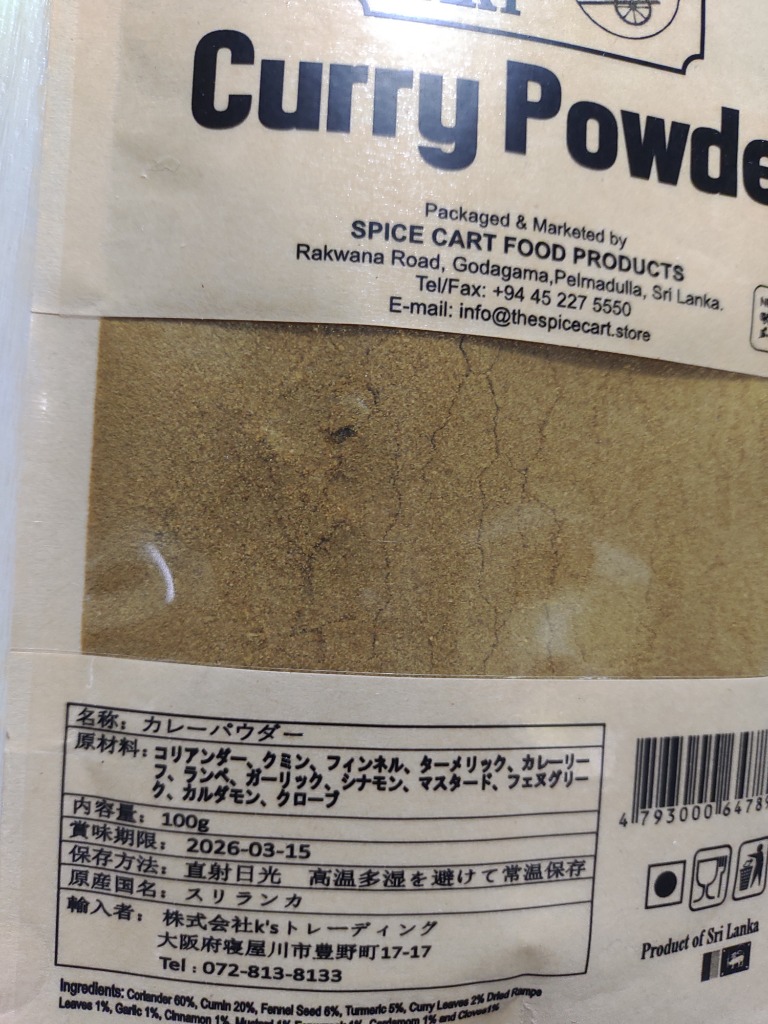 Curry Powde
Packaged & Marketed by
SPICE CART FOOD PRODUCTS
Rakwana Road, Godagama,Pelmadulla, Sri Lanka.
Tel/Fax: +94 45 227 5550
E-mail: info@thespicecart.store
名称: カレーパウダー
原材料: コリアンダー、クミン、フィンネル、ターメリック、カレーリー
フ、ランペ、ガーリック、シナモン、マスタード、フェヌグリー
ク、カルダモン、クローブ
内容量: 100g
賞味期限: 2026-03-15
保存方法: 直射日光 高温多湿を避けて常温保存
原産国名: スリランカ
輸入者: 株式会社k'sトレーディング
大阪府寝屋川市豊野町17-17
Tel : 072-813-8133
4 793000 6478
Product of Sri Lanka
Ingredients: Coriander 60%, Cumin 20%, Fennel Seed 6%, Turmeric 5%, Curry Leaves 2% Dried Rampe
Leaves 1%, Garlic 1%, Cinnamon 1%, Mustard 1% Cardamom 1% and Cloves 1%